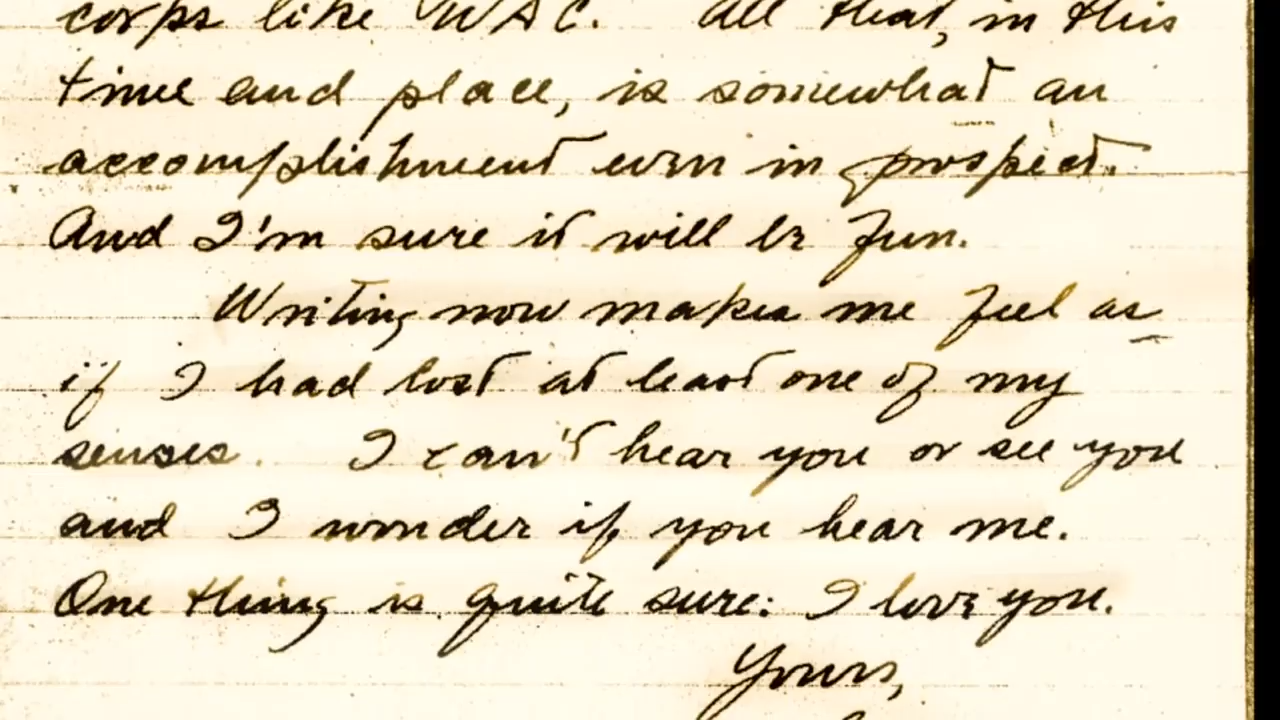 corps like WAC. All that, in this
time and place, is somewhat an
accomplishment even in prospect.
And I'm sure it will be fun.
Writing now makes me feel as
if I had lost at least one of my
senses. I can't hear you or see you
and I wonder if you hear me.
One thing is quite sure: I love you.
Yours,